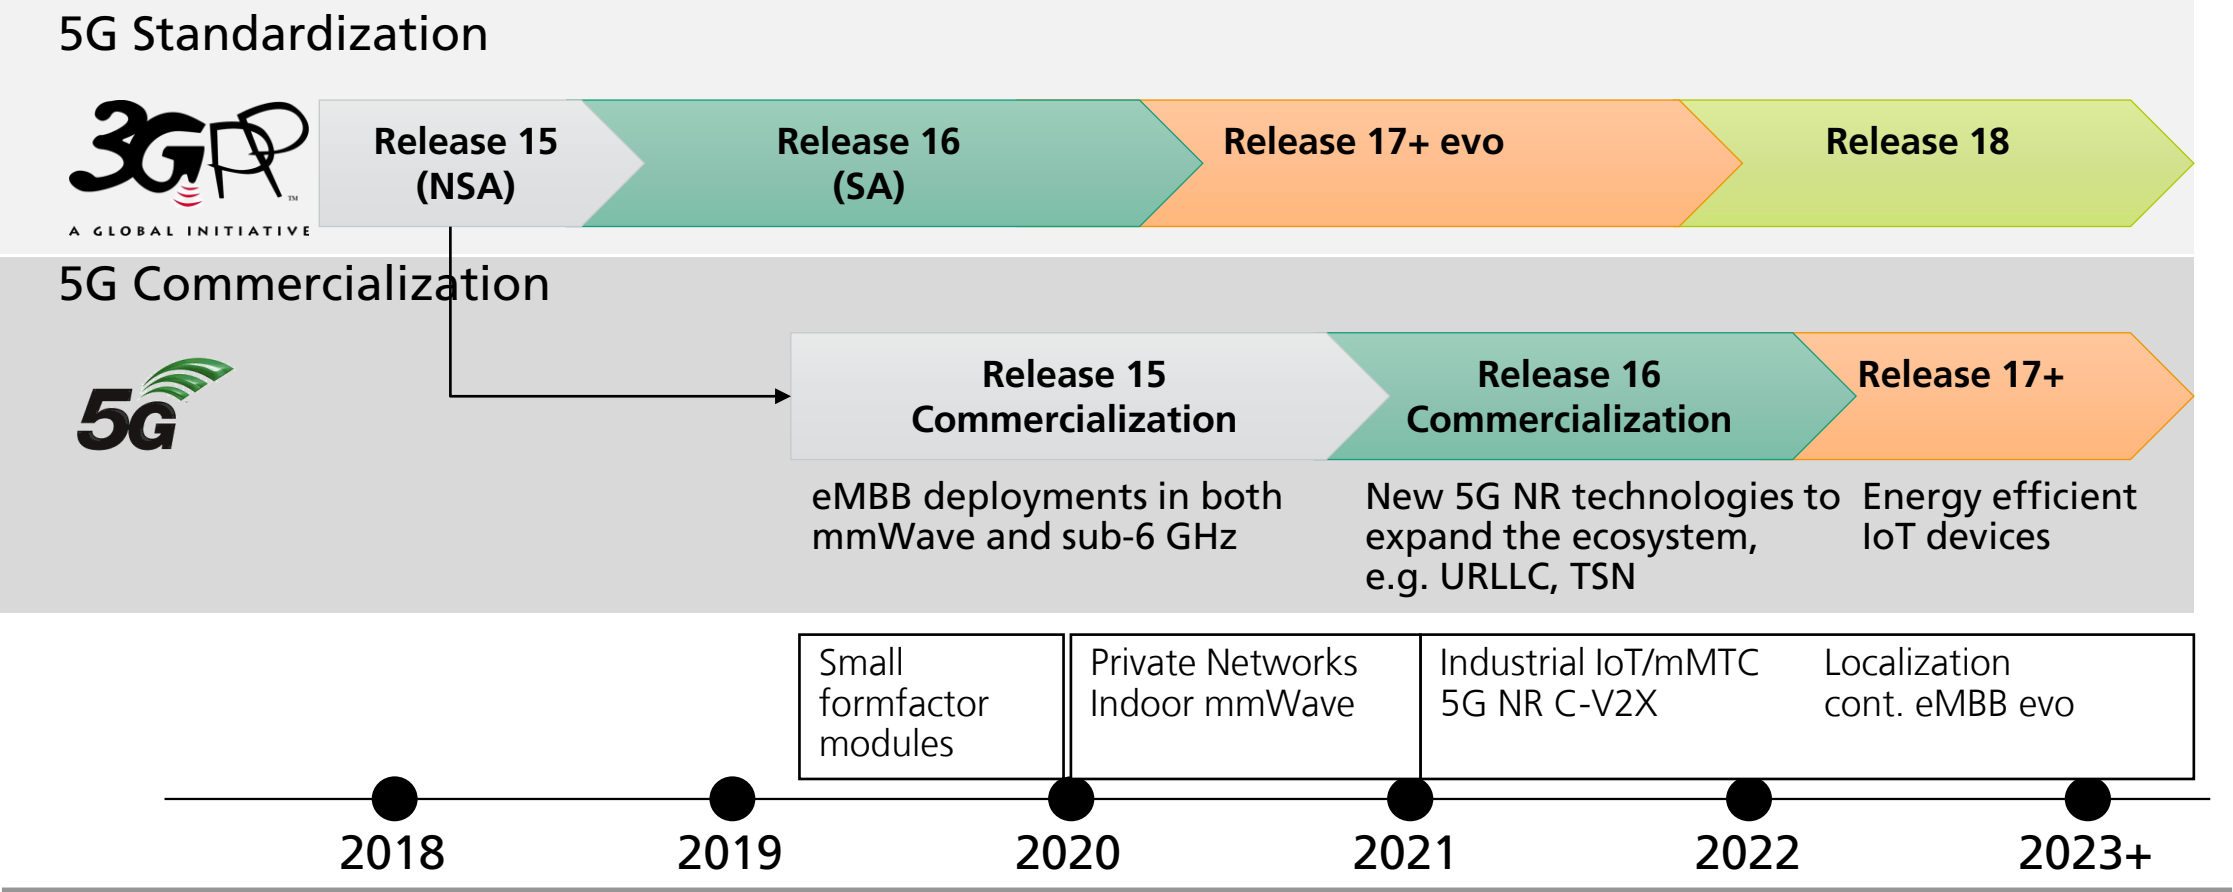 5G Standardization
3GPP
TM
A GLOBAL INITIATIVE
Release 15
(NSA)
Release 16
(SA)
Release 17+ evo
Release 18
5G Commercialization
5G
Release 15
Commercialization
Release 16
Commercialization
Release 17+
eMBB deployments in both
mmWave and sub-6 GHz
New 5G NR technologies to
expand the ecosystem,
e.g. URLLC, TSN
Energy efficient
IoT devices
Small
formfactor
modules
Private Networks
Indoor mmWave
Industrial IoT/mMTC
5G NR C-V2X
Localization
cont. eMBB evo
2018
2019
2020
2021
2022
2023+